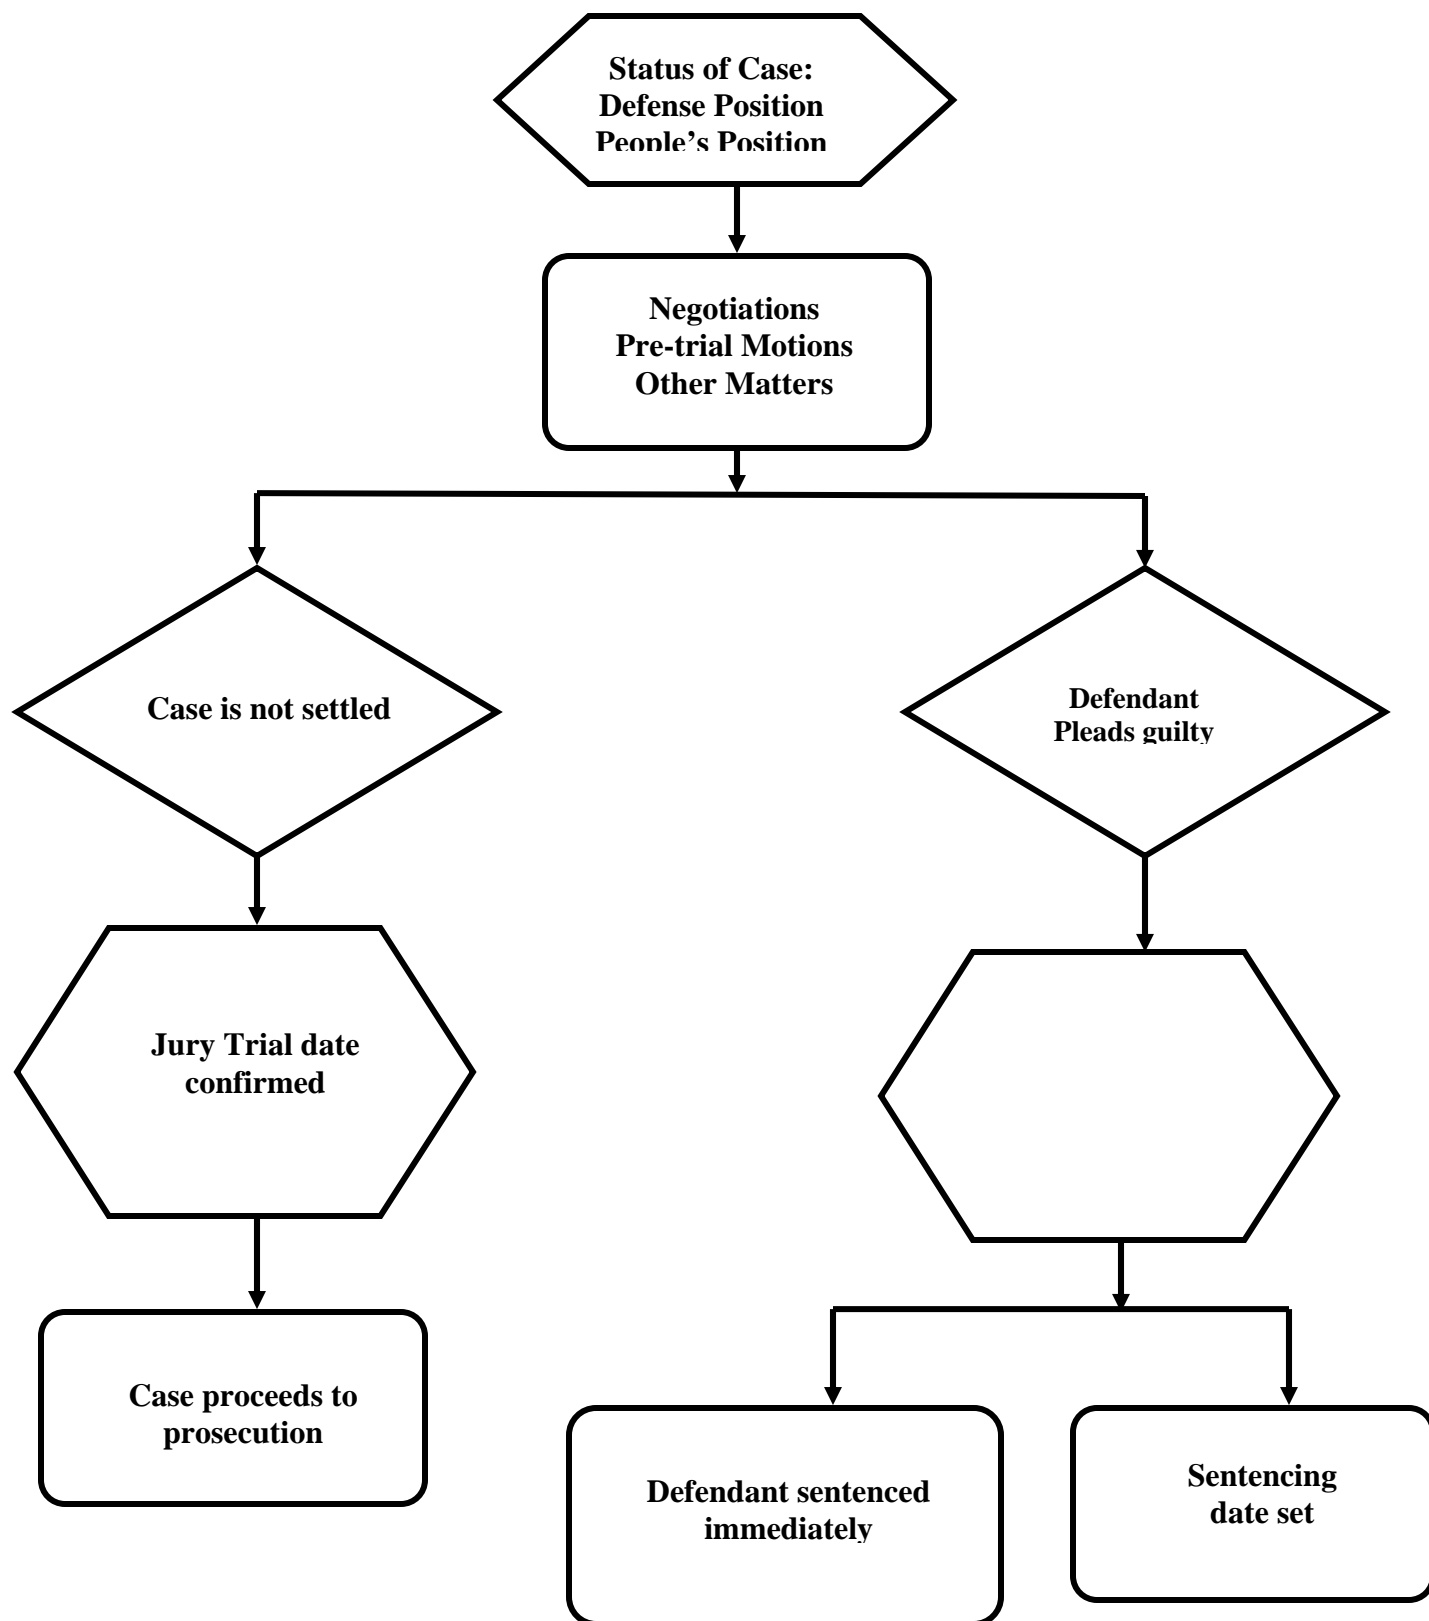 Status of Case:
Defense Position
People’s Position
Negotiations
Pre-trial Motions
Other Matters
Case is not settled
Defendant
Pleads guilty
Jury Trial date
confirmed
Case proceeds to
prosecution
Defendant sentenced
immediately
Sentencing
date set